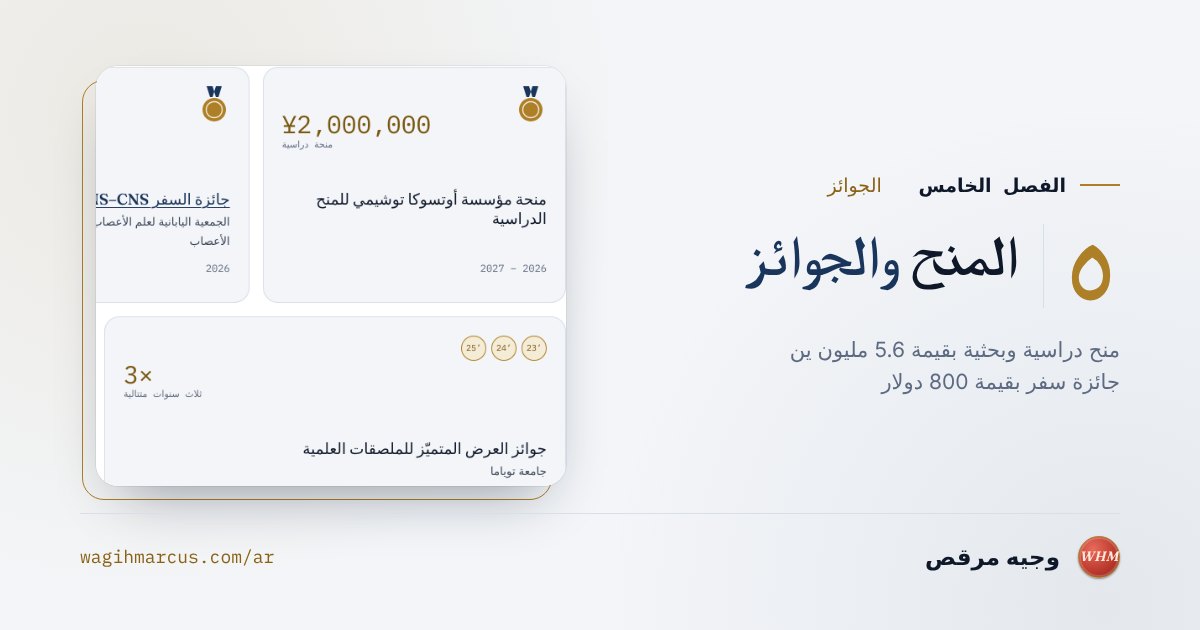 الفصل الخامس الجوائز
٥
المنح والجوائز
منح دراسية وبحثية بقيمة 5.6 مليون ين
جائزة سفر بقيمة 800 دولار
¥2,000,000
منحة دراسية
منحة مؤسسة أوتسوكا توشيمي للمنح
الدراسية
2026 – 2027
جائزة السفر NS–CNS
الجمعية اليابانية لعلم الأعصاب
الأعصاب
2026
23’ 24’ 25’
3×
ثلاث سنوات متتالية
جوائز العرض المتميّز للملصقات العلمية
جامعة توياما
WHM
وجيه مرقص
wagihmarcus.com/ar